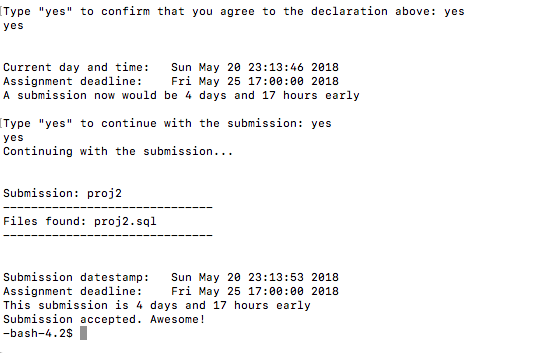 [Type "yes" to confirm that you agree to the declaration above: yes
yes
Current day and time:   Sun May 20 23:13:46 2018
Assignment deadline:    Fri May 25 17:00:00 2018
A submission now would be 4 days and 17 hours early
[Type "yes" to continue with the submission: yes
yes
Continuing with the submission...
Submission: proj2
------------------------------
Files found: proj2.sql
------------------------------
Submission datestamp:   Sun May 20 23:13:53 2018
Assignment deadline:    Fri May 25 17:00:00 2018
This submission is 4 days and 17 hours early
Submission accepted. Awesome!
-bash-4.2$